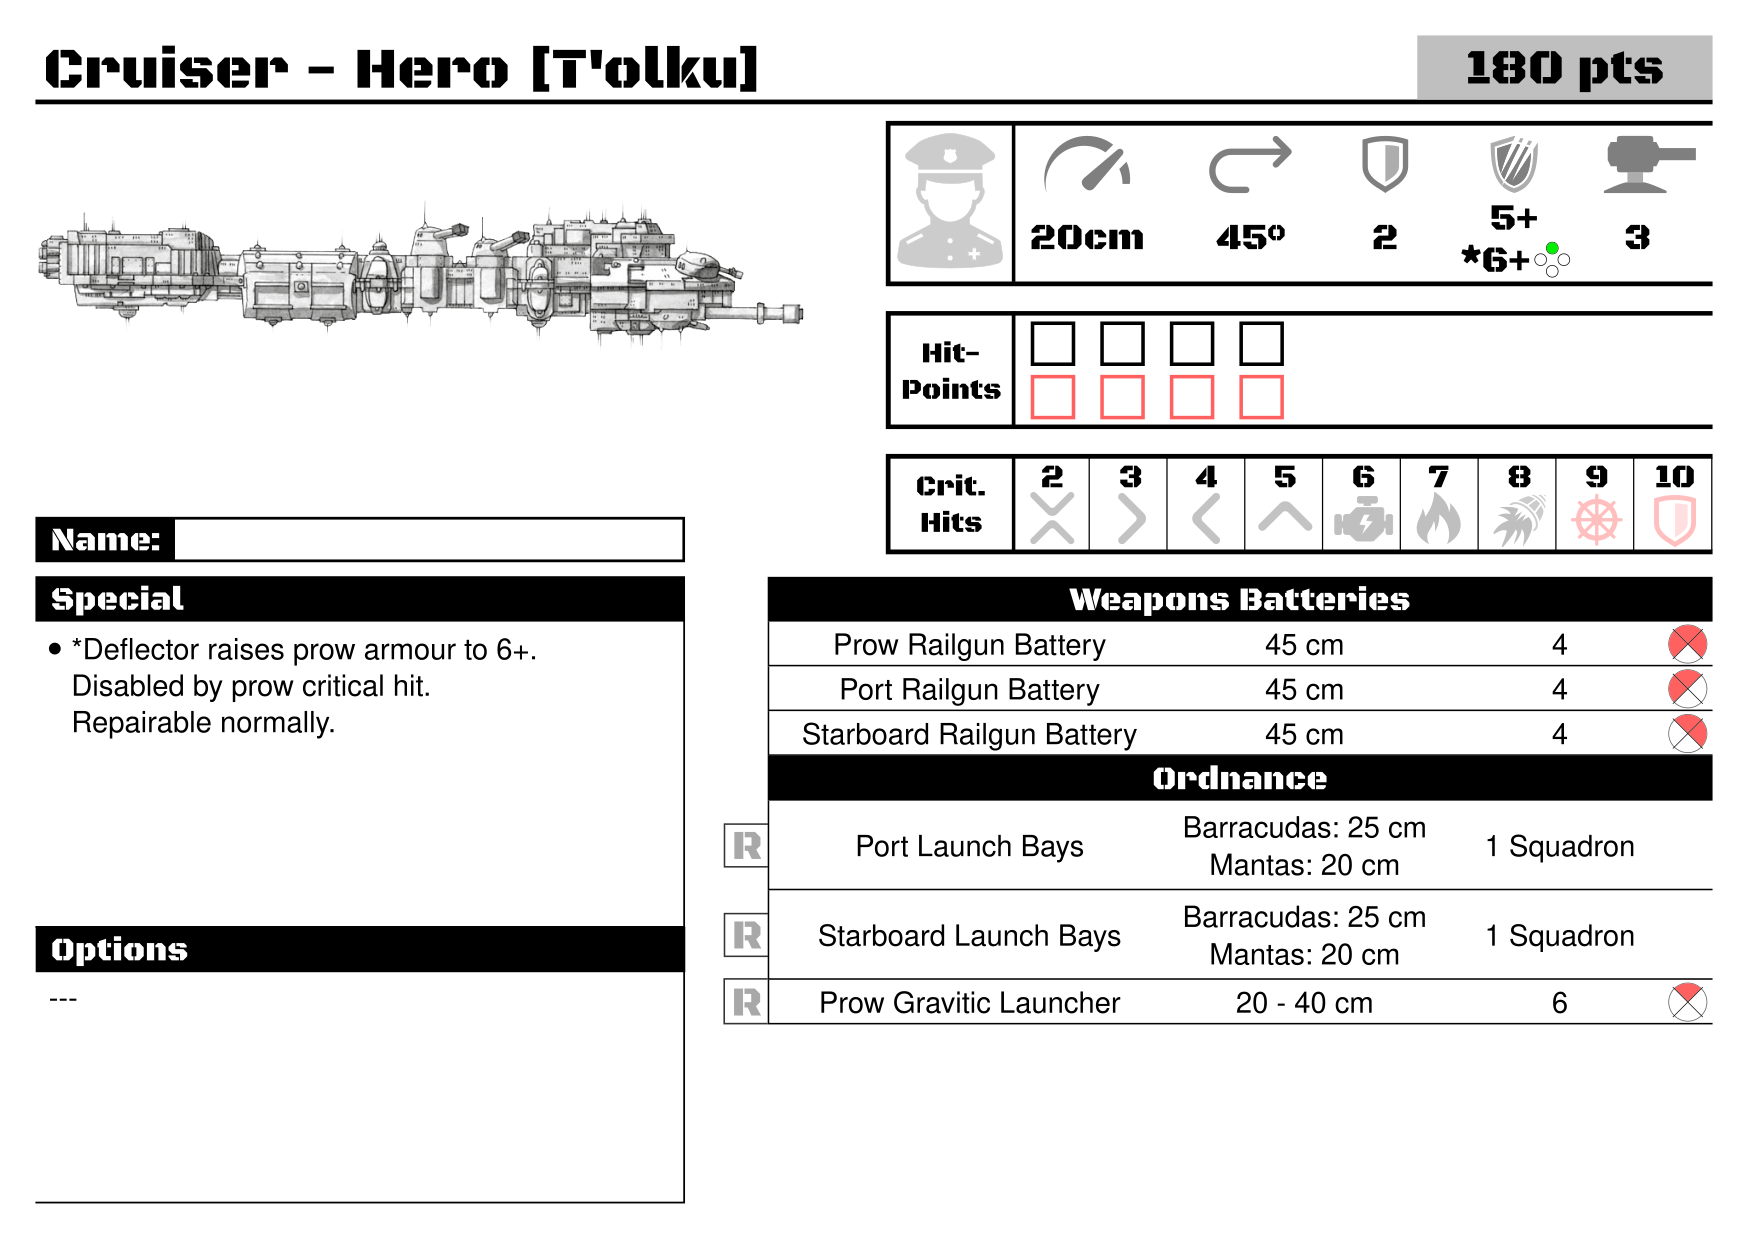 Cruiser - Hero [T'olku]
180 pts
20cm 45º 2 5+ *6+ 3
Hit-
Points
Crit.
Hits
2 3 4 5 6 7 8 9 10
Name:
Special
• *Deflector raises prow armour to 6+.
Disabled by prow critical hit.
Repairable normally.
Options
---
Weapons Batteries
Prow Railgun Battery 45 cm 4
Port Railgun Battery 45 cm 4
Starboard Railgun Battery 45 cm 4
Ordnance
R Port Launch Bays Barracudas: 25 cm 1 Squadron
Mantas: 20 cm
R Starboard Launch Bays Barracudas: 25 cm 1 Squadron
Mantas: 20 cm
R Prow Gravitic Launcher 20 - 40 cm 6